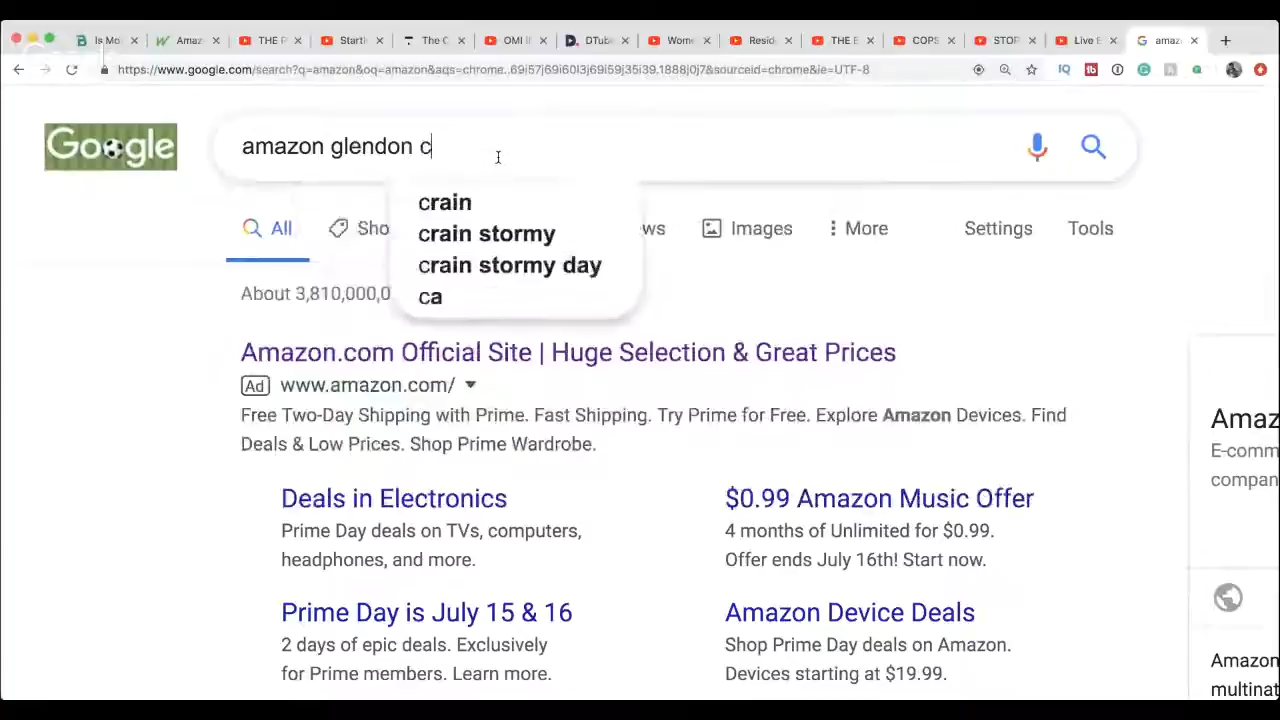 Is Mo
Amaz
THE P
Starti
The C
OMI I
DTub
Wome
Resid
THE E
COPS
STOP
Live E
amaz
https://www.google.com/search?q=amazon&oq=amazon&aqs=chrome..69i57j69i60l3j69i59j35i39.1888j0j7&sourceid=chrome&ie=UTF-8
Google
amazon glendon c
crain
crain stormy
crain stormy day
ca
All
Sho
ws
Images
More
Settings
Tools
About 3,810,000,0
Amazon.com Official Site | Huge Selection & Great Prices
Ad www.amazon.com/
Free Two-Day Shipping with Prime. Fast Shipping. Try Prime for Free. Explore Amazon Devices. Find
Deals & Low Prices. Shop Prime Wardrobe.
Deals in Electronics
Prime Day deals on TVs, computers,
headphones, and more.
$0.99 Amazon Music Offer
4 months of Unlimited for $0.99.
Offer ends July 16th! Start now.
Prime Day is July 15 & 16
2 days of epic deals. Exclusively
for Prime members. Learn more.
Amazon Device Deals
Shop Prime Day deals on Amazon.
Devices starting at $19.99.
Amaz
E-comm
compan
Amazon
multinat